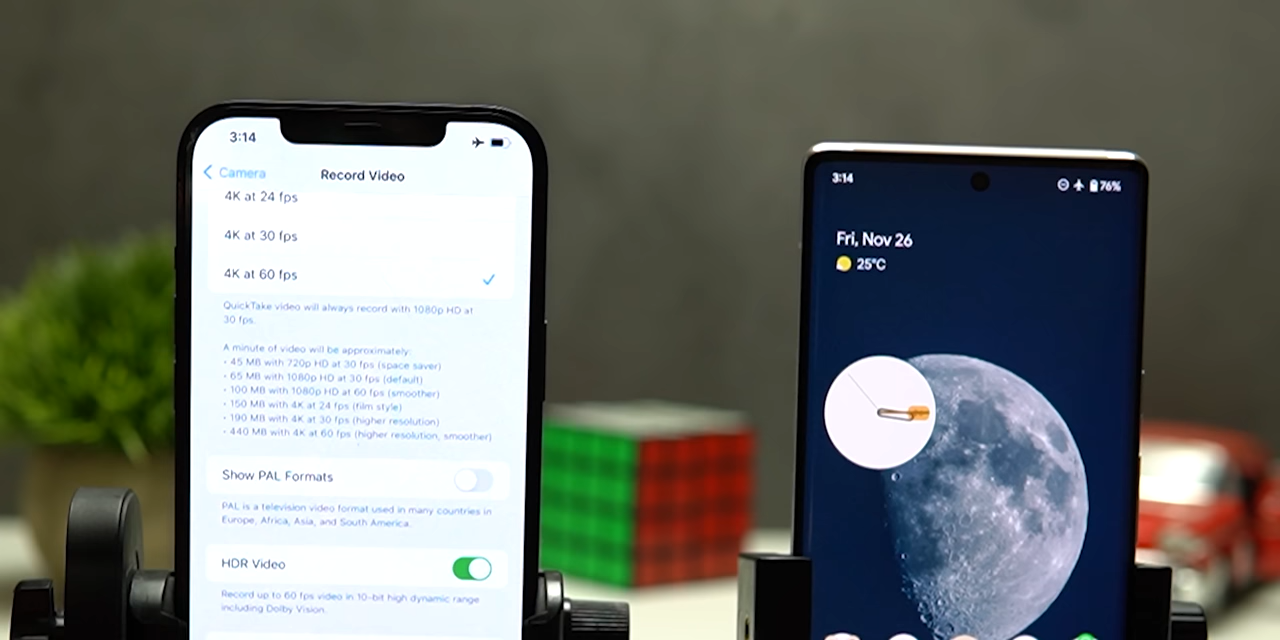 3:14
Camera
Record Video
4K at 24 fps
4K at 30 fps
4K at 60 fps
QuickTake video will always record with 1080p HD at
30 fps.
A minute of video will be approximately:
• 45 MB with 720p HD at 30 fps (space saver)
• 65 MB with 1080p HD at 30 fps (default)
• 100 MB with 1080p HD at 60 fps (smoother)
• 150 MB with 4K at 24 fps (film style)
• 190 MB with 4K at 30 fps (higher resolution)
• 440 MB with 4K at 60 fps (higher resolution, smoother)
Show PAL Formats
PAL is a television video format used in many countries in
Europe, Africa, Asia, and South America.
HDR Video
Record up to 60 fps video in 10-bit high dynamic range
including Dolby Vision.
3:14
76%
Fri, Nov 26
25°C